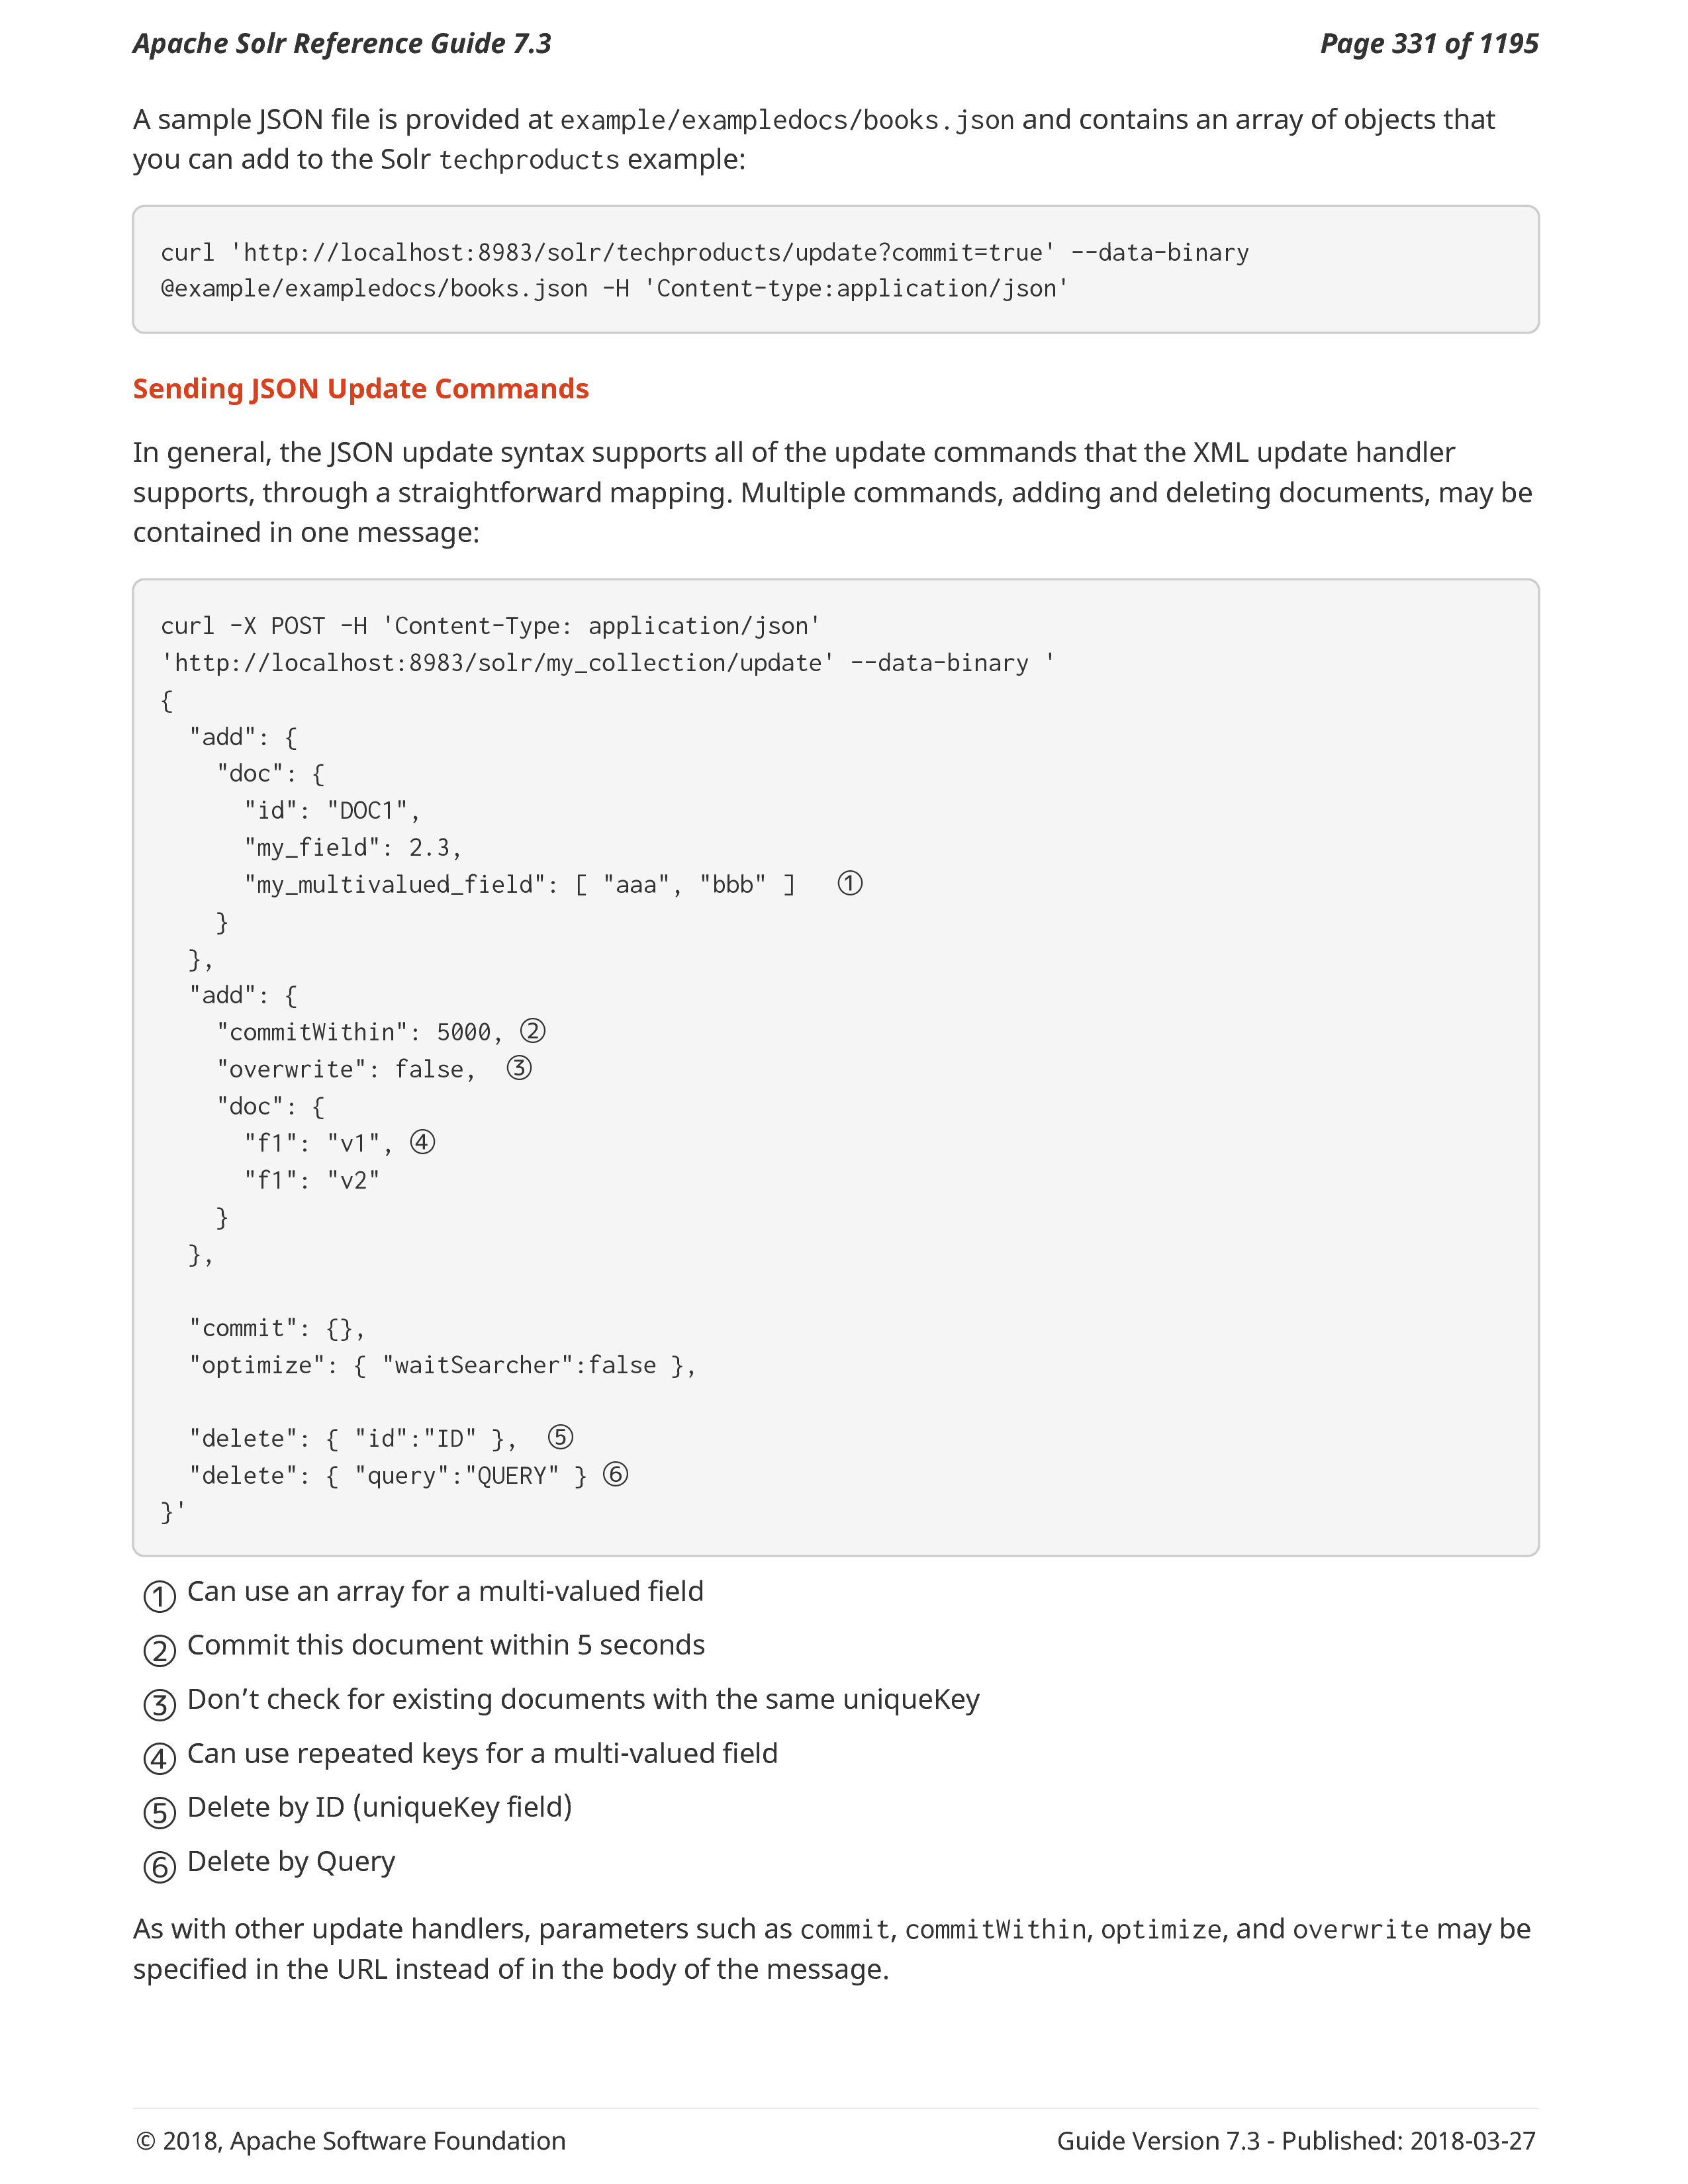 Apache Solr Reference Guide 7.3
Page 331 of 1195
A sample JSON file is provided at example/exampledocs/books.json and contains an array of objects that
you can add to the Solr techproducts example:
curl 'http://localhost:8983/solr/techproducts/update?commit=true' --data-binary
@example/exampledocs/books.json -H 'Content-type:application/json'
Sending JSON Update Commands
In general, the JSON update syntax supports all of the update commands that the XML update handler
supports, through a straightforward mapping. Multiple commands, adding and deleting documents, may be
contained in one message:
curl -X POST -H 'Content-Type: application/json'
'http://localhost:8983/solr/my_collection/update' --data-binary '
{
  "add": {
    "doc": {
      "id": "DOC1",
      "my_field": 2.3,
      "my_multivalued_field": [ "aaa", "bbb" ]   ①
    }
  },
  "add": {
    "commitWithin": 5000, ②
    "overwrite": false,  ③
    "doc": {
      "f1": "v1", ④
      "f1": "v2"
    }
  },
  "commit": {},
  "optimize": { "waitSearcher":false },
  "delete": { "id":"ID" },  ⑤
  "delete": { "query":"QUERY" } ⑥
}'
① Can use an array for a multi-valued field
② Commit this document within 5 seconds
③ Don’t check for existing documents with the same uniqueKey
④ Can use repeated keys for a multi-valued field
⑤ Delete by ID (uniqueKey field)
⑥ Delete by Query
As with other update handlers, parameters such as commit, commitWithin, optimize, and overwrite may be
specified in the URL instead of in the body of the message.
© 2018, Apache Software Foundation
Guide Version 7.3 - Published: 2018-03-27